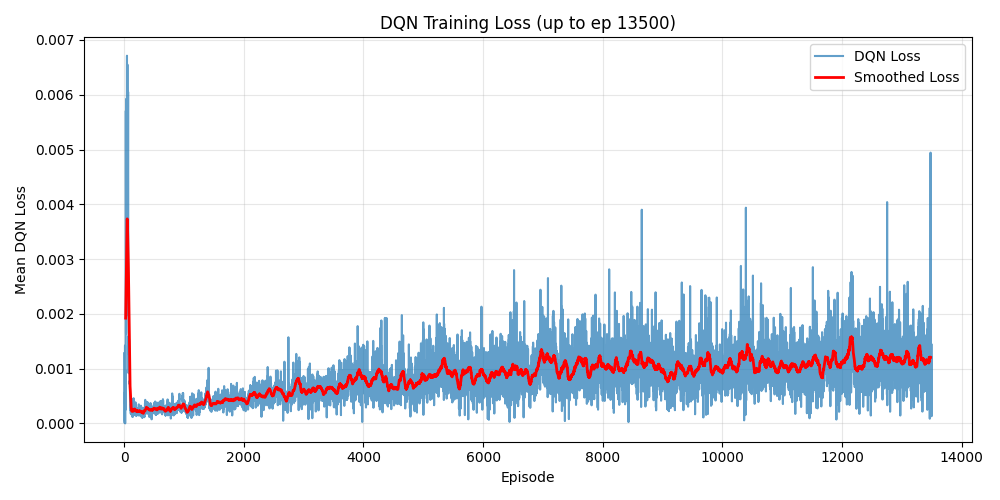 DQN Training Loss (up to ep 13500)
DQN Loss
Smoothed Loss
Mean DQN Loss
0.007
0.006
0.005
0.004
0.003
0.002
0.001
0.000
0 2000 4000 6000 8000 10000 12000 14000
Episode